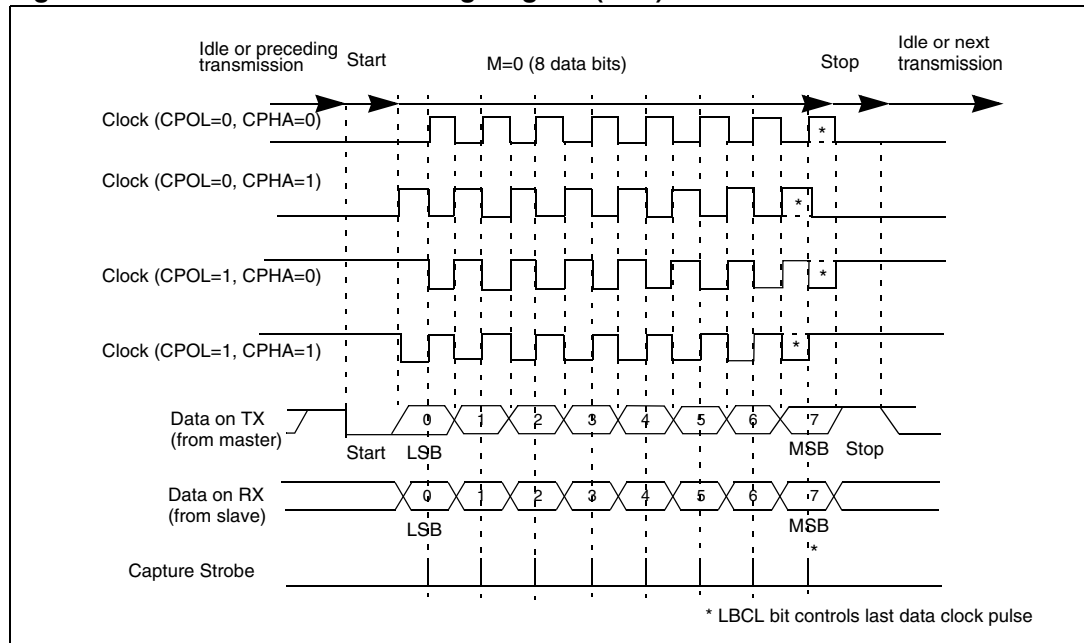 Idle or preceding
transmission
Start
M=0 (8 data bits)
Stop
Idle or next
transmission
Clock (CPOL=0, CPHA=0)
*
Clock (CPOL=0, CPHA=1)
*
Clock (CPOL=1, CPHA=0)
*
Clock (CPOL=1, CPHA=1)
*
Data on TX
(from master)
0 1 2 3 4 5 6 7
Start LSB MSB Stop
Data on RX
(from slave)
0 1 2 3 4 5 6 7
LSB MSB
*
Capture Strobe
* LBCL bit controls last data clock pulse